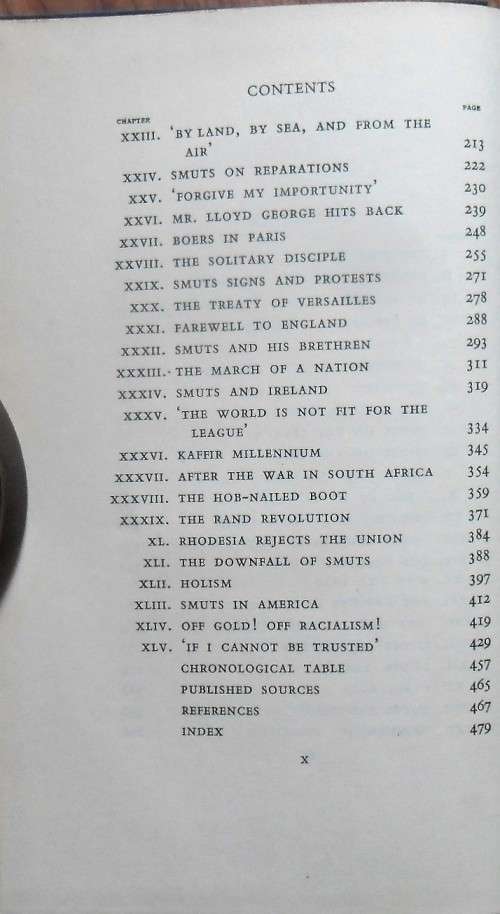 CONTENTS
CHAPTER PAGE
XXIII. 'BY LAND, BY SEA, AND FROM THE
AIR' 213
XXIV. SMUTS ON REPARATIONS 222
XXV. 'FORGIVE MY IMPORTUNITY' 230
XXVI. MR. LLOYD GEORGE HITS BACK 239
XXVII. BOERS IN PARIS 248
XXVIII. THE SOLITARY DISCIPLE 255
XXIX. SMUTS SIGNS AND PROTESTS 271
XXX. THE TREATY OF VERSAILLES 278
XXXI. FAREWELL TO ENGLAND 288
XXXII. SMUTS AND HIS BRETHREN 293
XXXIII. THE MARCH OF A NATION 311
XXXIV. SMUTS AND IRELAND 319
XXXV. 'THE WORLD IS NOT FIT FOR THE
LEAGUE' 334
XXXVI. KAFFIR MILLENNIUM 345
XXXVII. AFTER THE WAR IN SOUTH AFRICA 354
XXXVIII. THE HOB-NAILED BOOT 359
XXXIX. THE RAND REVOLUTION 371
XL. RHODESIA REJECTS THE UNION 384
XLI. THE DOWNFALL OF SMUTS 388
XLII. HOLISM 397
XLIII. SMUTS IN AMERICA 412
XLIV. OFF GOLD! OFF RACIALISM! 419
XLV. 'IF I CANNOT BE TRUSTED' 429
CHRONOLOGICAL TABLE 457
PUBLISHED SOURCES 465
REFERENCES 467
INDEX 479
X